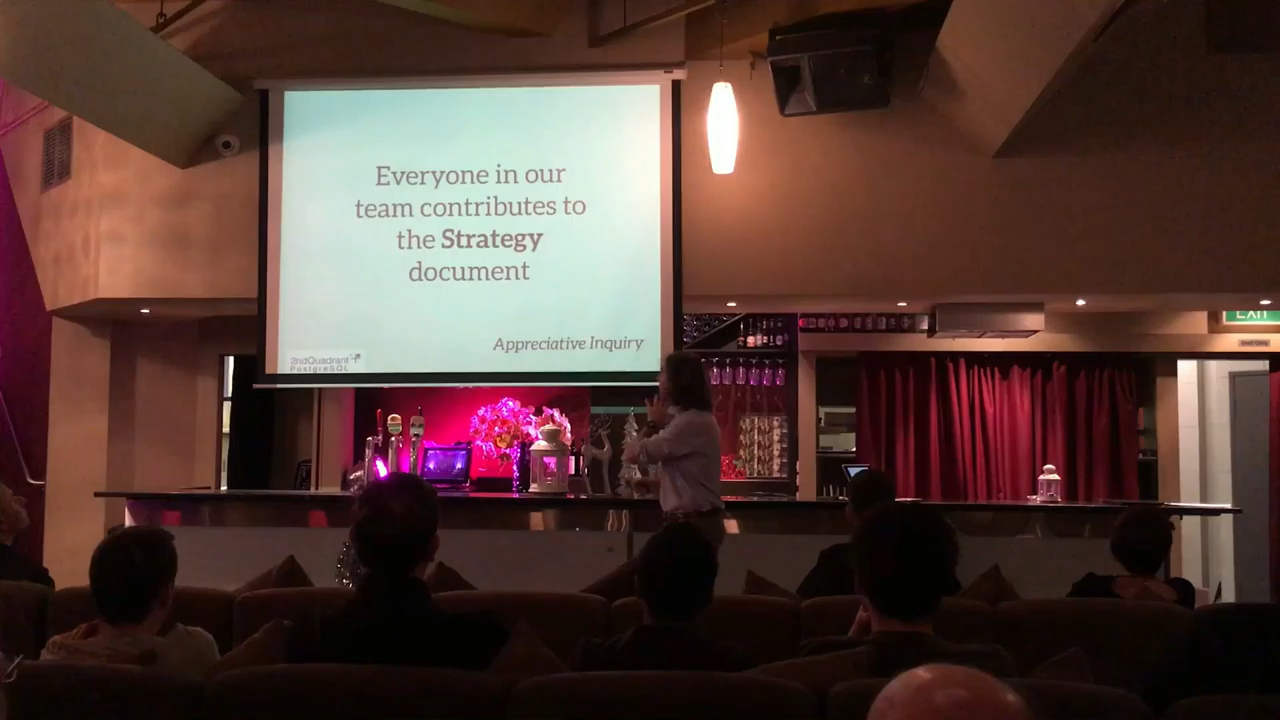 Everyone in our
team contributes to
the Strategy
document
Appreciative Inquiry
2ndQuadrant
PostgreSQL
EXIT